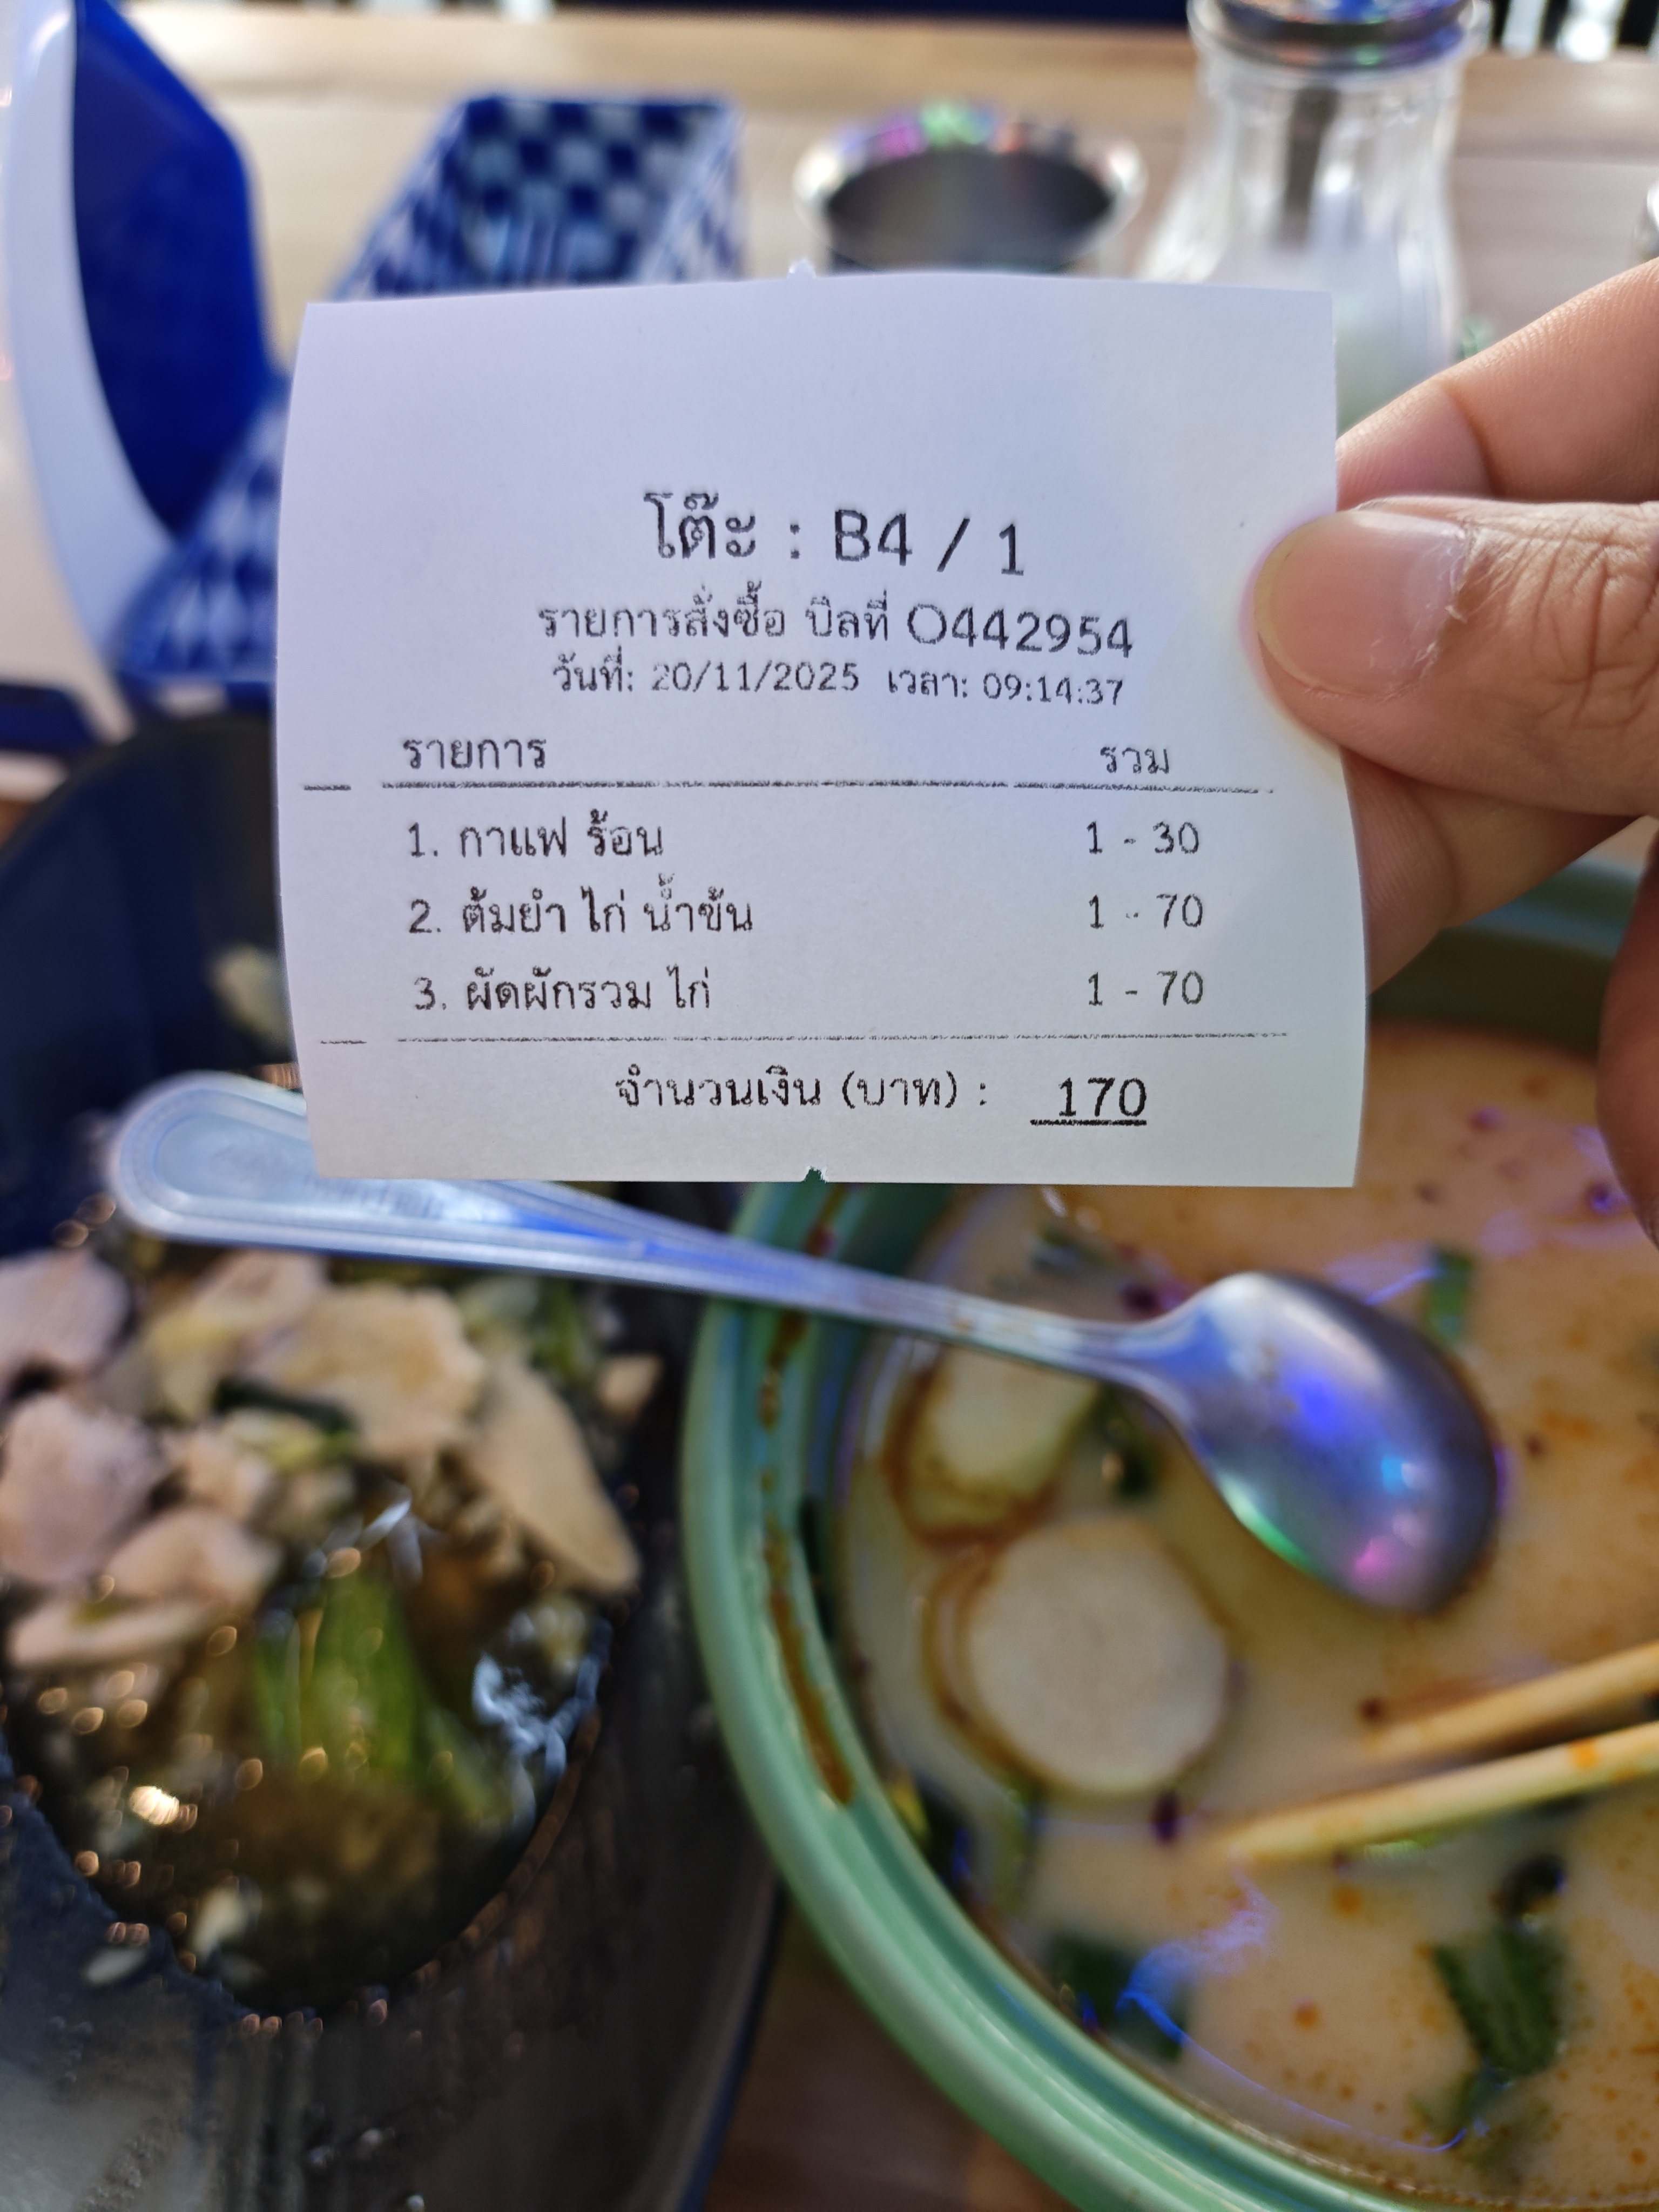 โต๊ะ : B4 / 1
รายการสั่งซื้อ บิลที่ O442954
วันที่: 20/11/2025 เวลา: 09:14:37
รายการ รวม
1. กาแฟ ร้อน 1 - 30
2. ต้มยำ ไก่ น้ำข้น 1 - 70
3. ผัดผักรวม ไก่ 1 - 70
จำนวนเงิน (บาท) : 170